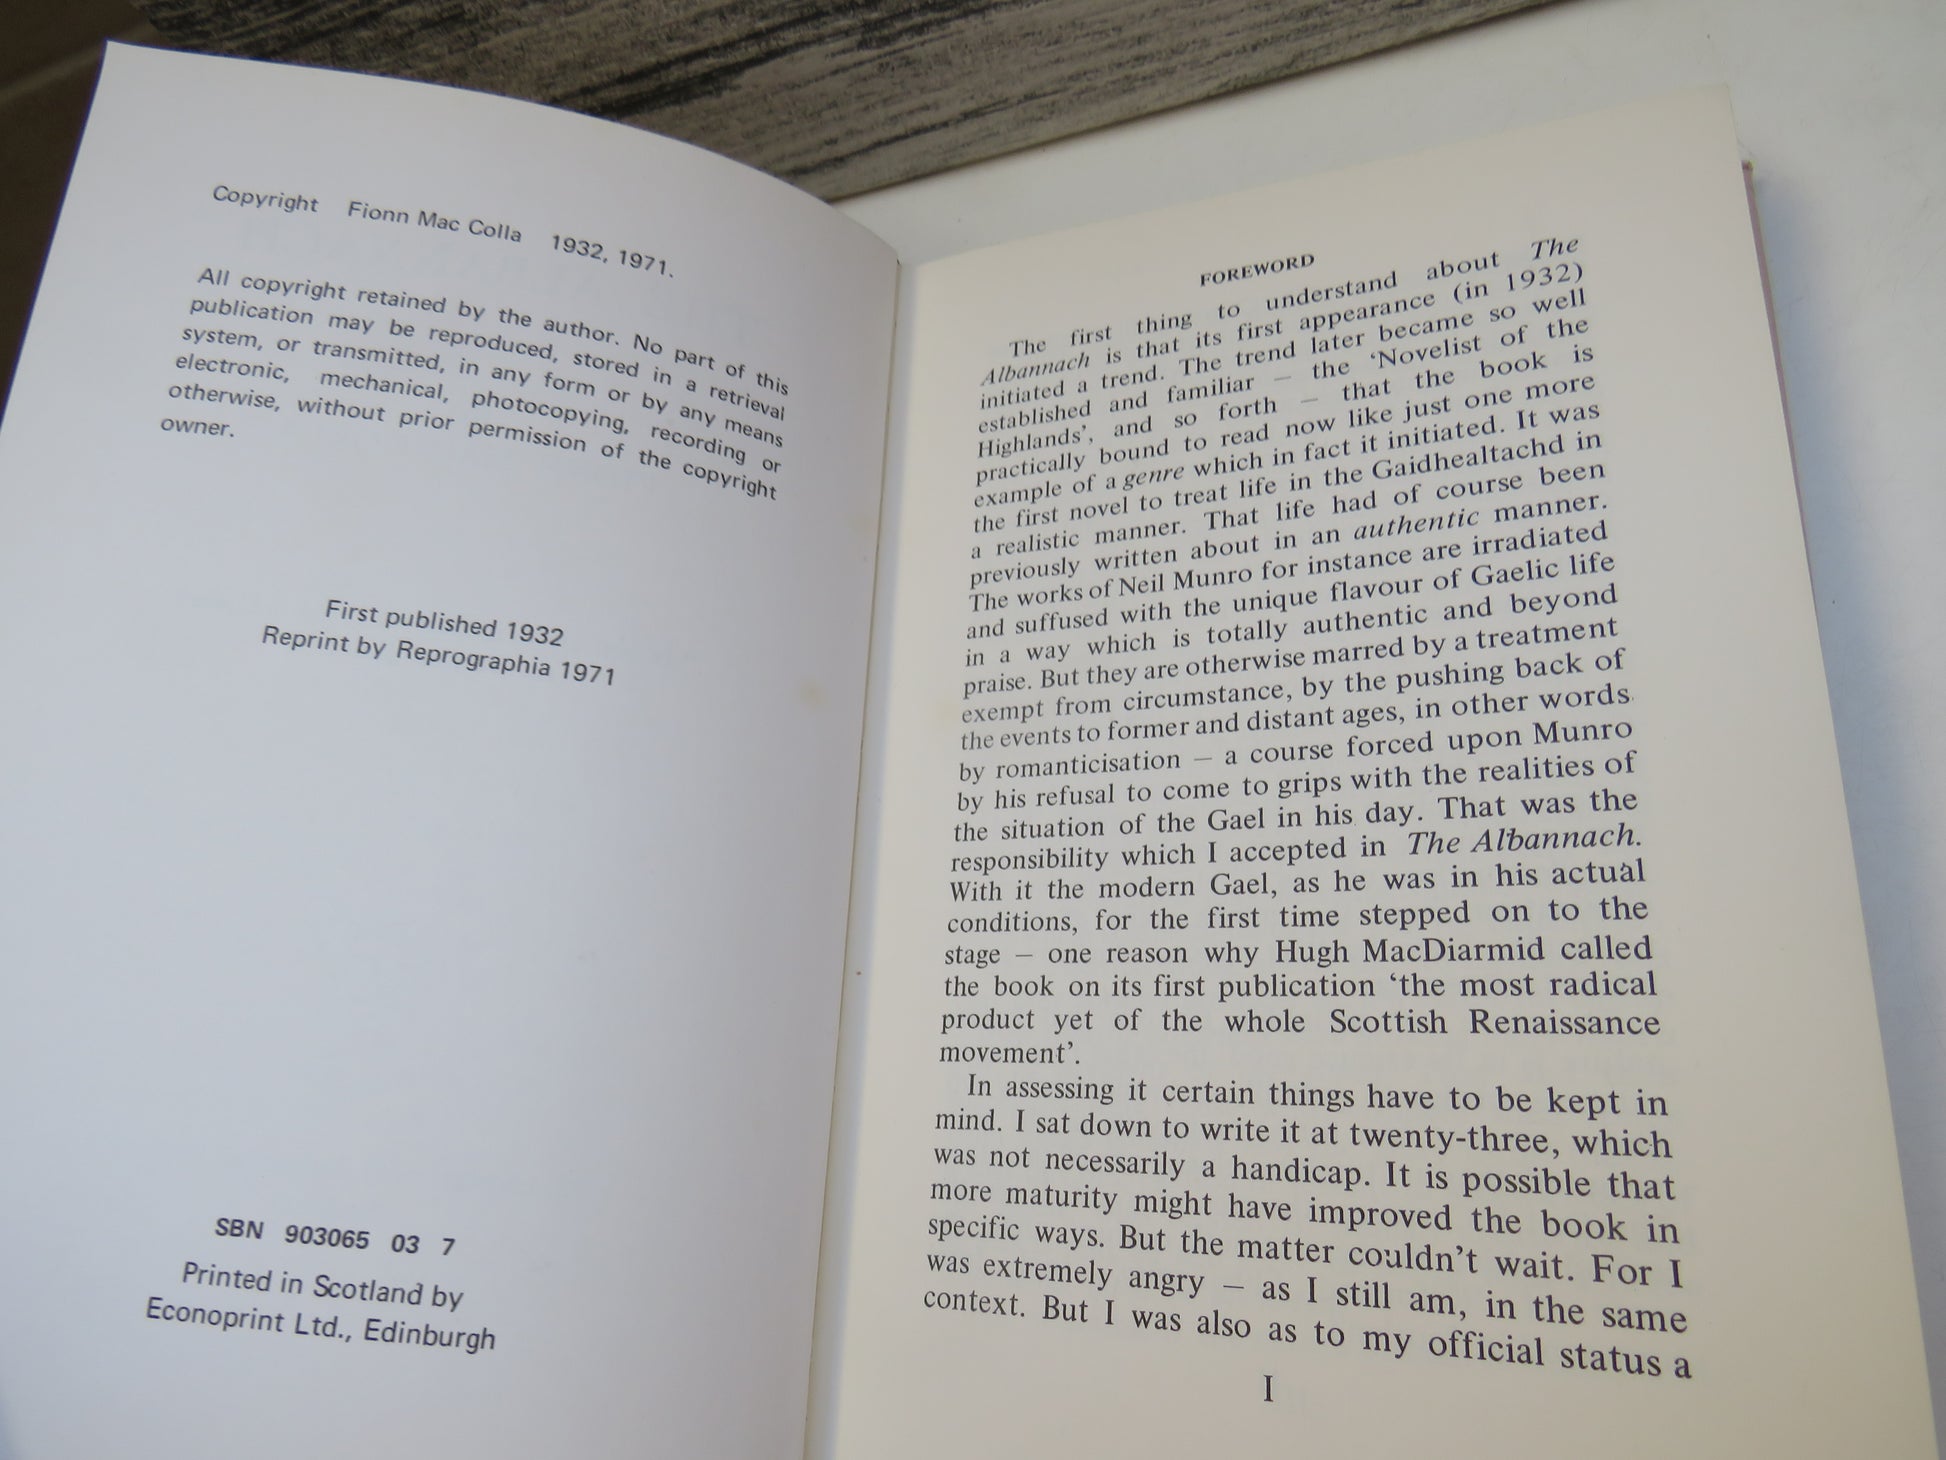 Copyright Fionn Mac Colla 1932, 1971.
All copyright retained by the author. No part of this
publication may be reproduced, stored in a retrieval
system, or transmitted, in any form or by any means
electronic, mechanical, photocopying, recording or
otherwise, without prior permission of the copyright
owner.
First published 1932
Reprint by Reprographia 1971
SBN 903065 03 7
Printed in Scotland by
Econoprint Ltd., Edinburgh
FOREWORD
The first thing to understand about The
Albannach is that its first appearance (in 1932)
initiated a trend. The trend later became so well
established and familiar – the ‘Novelist of the
Highlands’, and so forth – that the book is
practically bound to read now like just one more
example of a genre which in fact it initiated. It was
the first novel to treat life in the Gaidhealtachd in
a realistic manner. That life had of course been
previously written about in an authentic manner.
The works of Neil Munro for instance are irradiated
and suffused with the unique flavour of Gaelic life
in a way which is totally authentic and beyond
praise. But they are otherwise marred by a treatment
exempt from circumstance, by the pushing back of
the events to former and distant ages, in other words
by romanticisation – a course forced upon Munro
by his refusal to come to grips with the realities of
the situation of the Gael in his day. That was the
responsibility which I accepted in The Albannach.
With it the modern Gael, as he was in his actual
conditions, for the first time stepped on to the
stage – one reason why Hugh MacDiarmid called
the book on its first publication ‘the most radical
product yet of the whole Scottish Renaissance
movement’.
In assessing it certain things have to be kept in
mind. I sat down to write it at twenty-three, which
was not necessarily a handicap. It is possible that
more maturity might have improved the book in
specific ways. But the matter couldn’t wait. For I
was extremely angry – as I still am, in the same
context. But I was also as to my official status a
I